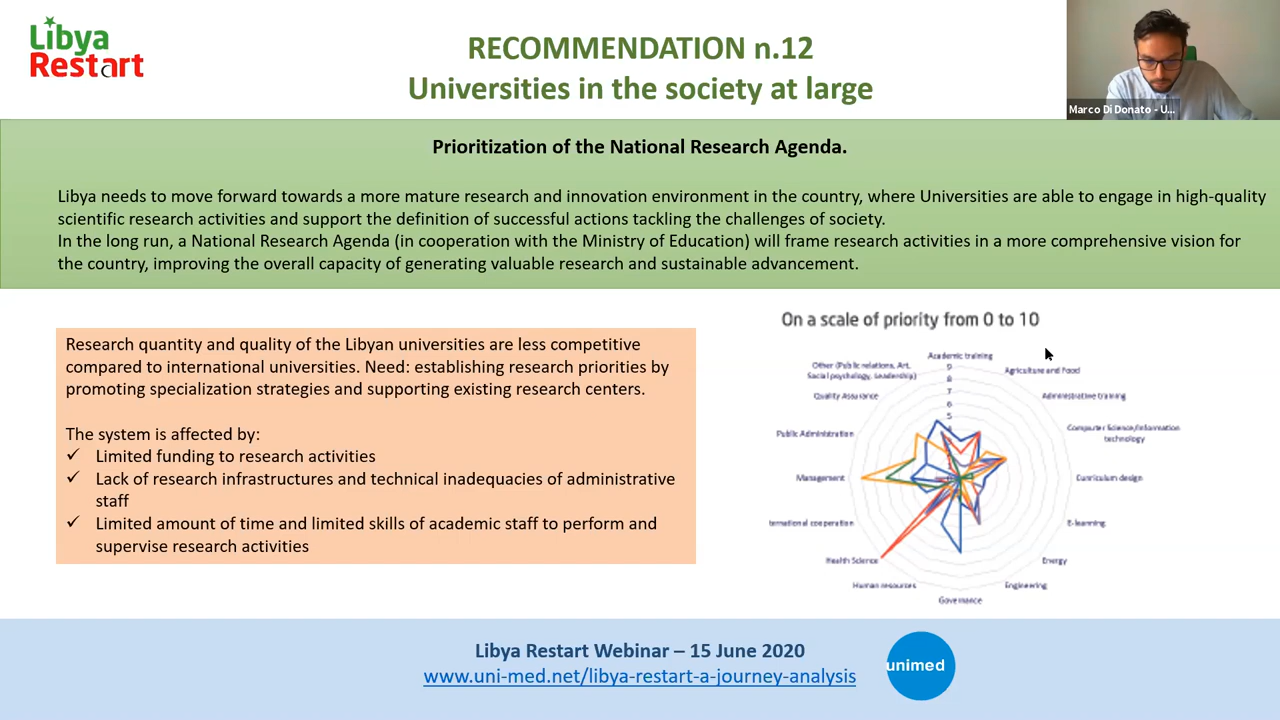 Libya
Restart
RECOMMENDATION n.12
Universities in the society at large
Marco Di Donato - U...
Prioritization of the National Research Agenda.
Libya needs to move forward towards a more mature research and innovation environment in the country, where Universities are able to engage in high-quality
scientific research activities and support the definition of successful actions tackling the challenges of society.
In the long run, a National Research Agenda (in cooperation with the Ministry of Education) will frame research activities in a more comprehensive vision for
the country, improving the overall capacity of generating valuable research and sustainable advancement.
Research quantity and quality of the Libyan universities are less competitive
compared to international universities. Need: establishing research priorities by
promoting specialization strategies and supporting existing research centers.
The system is affected by:
✓ Limited funding to research activities
✓ Lack of research infrastructures and technical inadequacies of administrative
staff
✓ Limited amount of time and limited skills of academic staff to perform and
supervise research activities
On a scale of priority from 0 to 10
Academic training
Other (Public relations, Art,
Social psychology, Leadership)
9
8
7
6
5
Agriculture and Food
Quality Assurance
Administrative training
Public Administration
Computer Science/Information
technology
Management
Curriculum design
ternational cooperation
E-learning
Health Science
Energy
Human resources
Engineering
Governance
Libya Restart Webinar – 15 June 2020
www.uni-med.net/libya-restart-a-journey-analysis
unimed